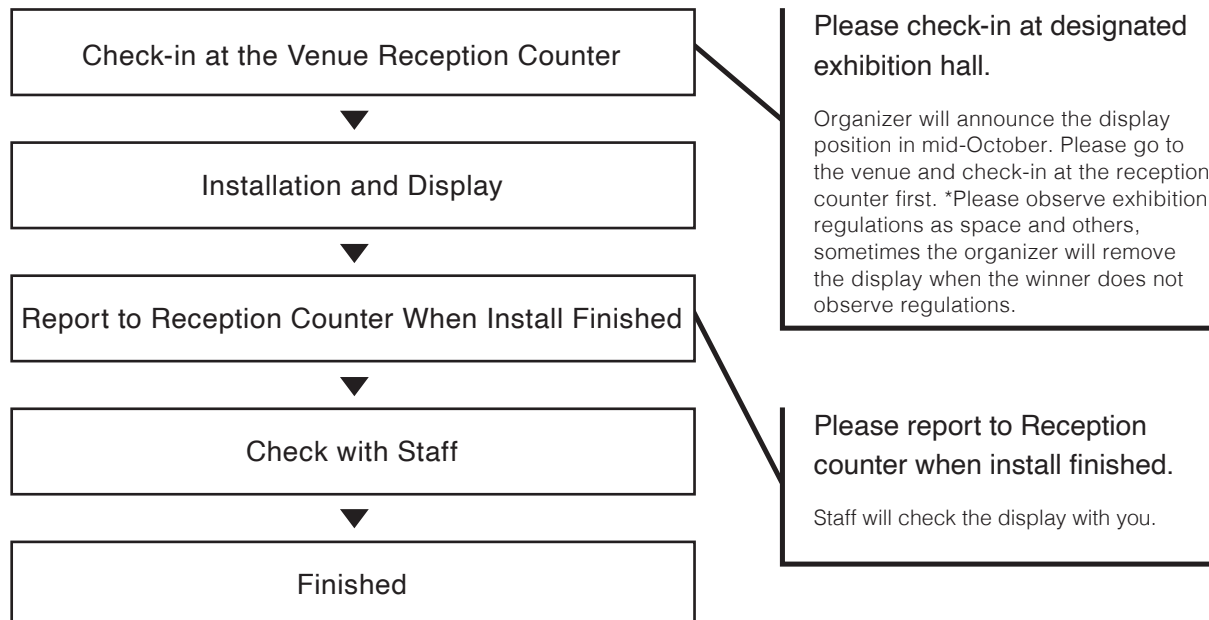 Check-in at the Venue Reception Counter
Installation and Display
Report to Reception Counter When Install Finished
Check with Staff
Finished
Please check-in at designated
exhibition hall.
Organizer will announce the display
position in mid-October. Please go to
the venue and check-in at the reception
counter first. *Please observe exhibition
regulations as space and others,
sometimes the organizer will remove
the display when the winner does not
observe regulations.
Please report to Reception
counter when install finished.
Staff will check the display with you.